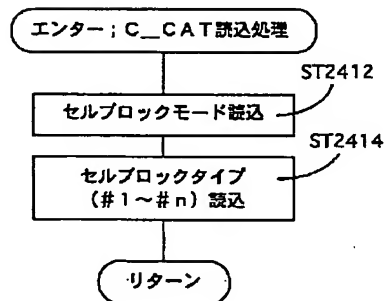 エンター；C＿CAT読込処理
ST2412
セルブロックモード読込
ST2414
セルブロックタイプ
（＃1～＃n）読込
リターン